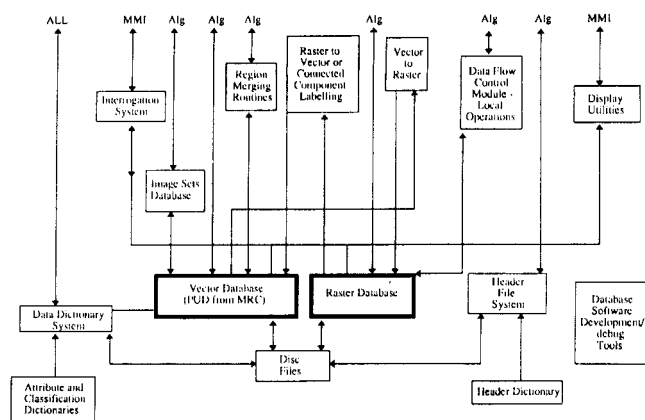 ALL
MMI
Alg
Alg
Alg
Alg
Alg
Alg
MMI
Interrogation
System
Image Sets
Database
Region
Merging
Routines
Raster to
Vector or
Connected
Component
Labelling
Vector
to
Raster
Data Flow
Control
Module -
Local
Operations
Display
Utilities
Vector Database
(PUD from MRC)
Raster Database
Header
File
System
Database
Software
Development/
debug
Tools
Data Dictionary
System
Disc
Files
Attribute and
Classification
Dictionaries
Header Dictionary